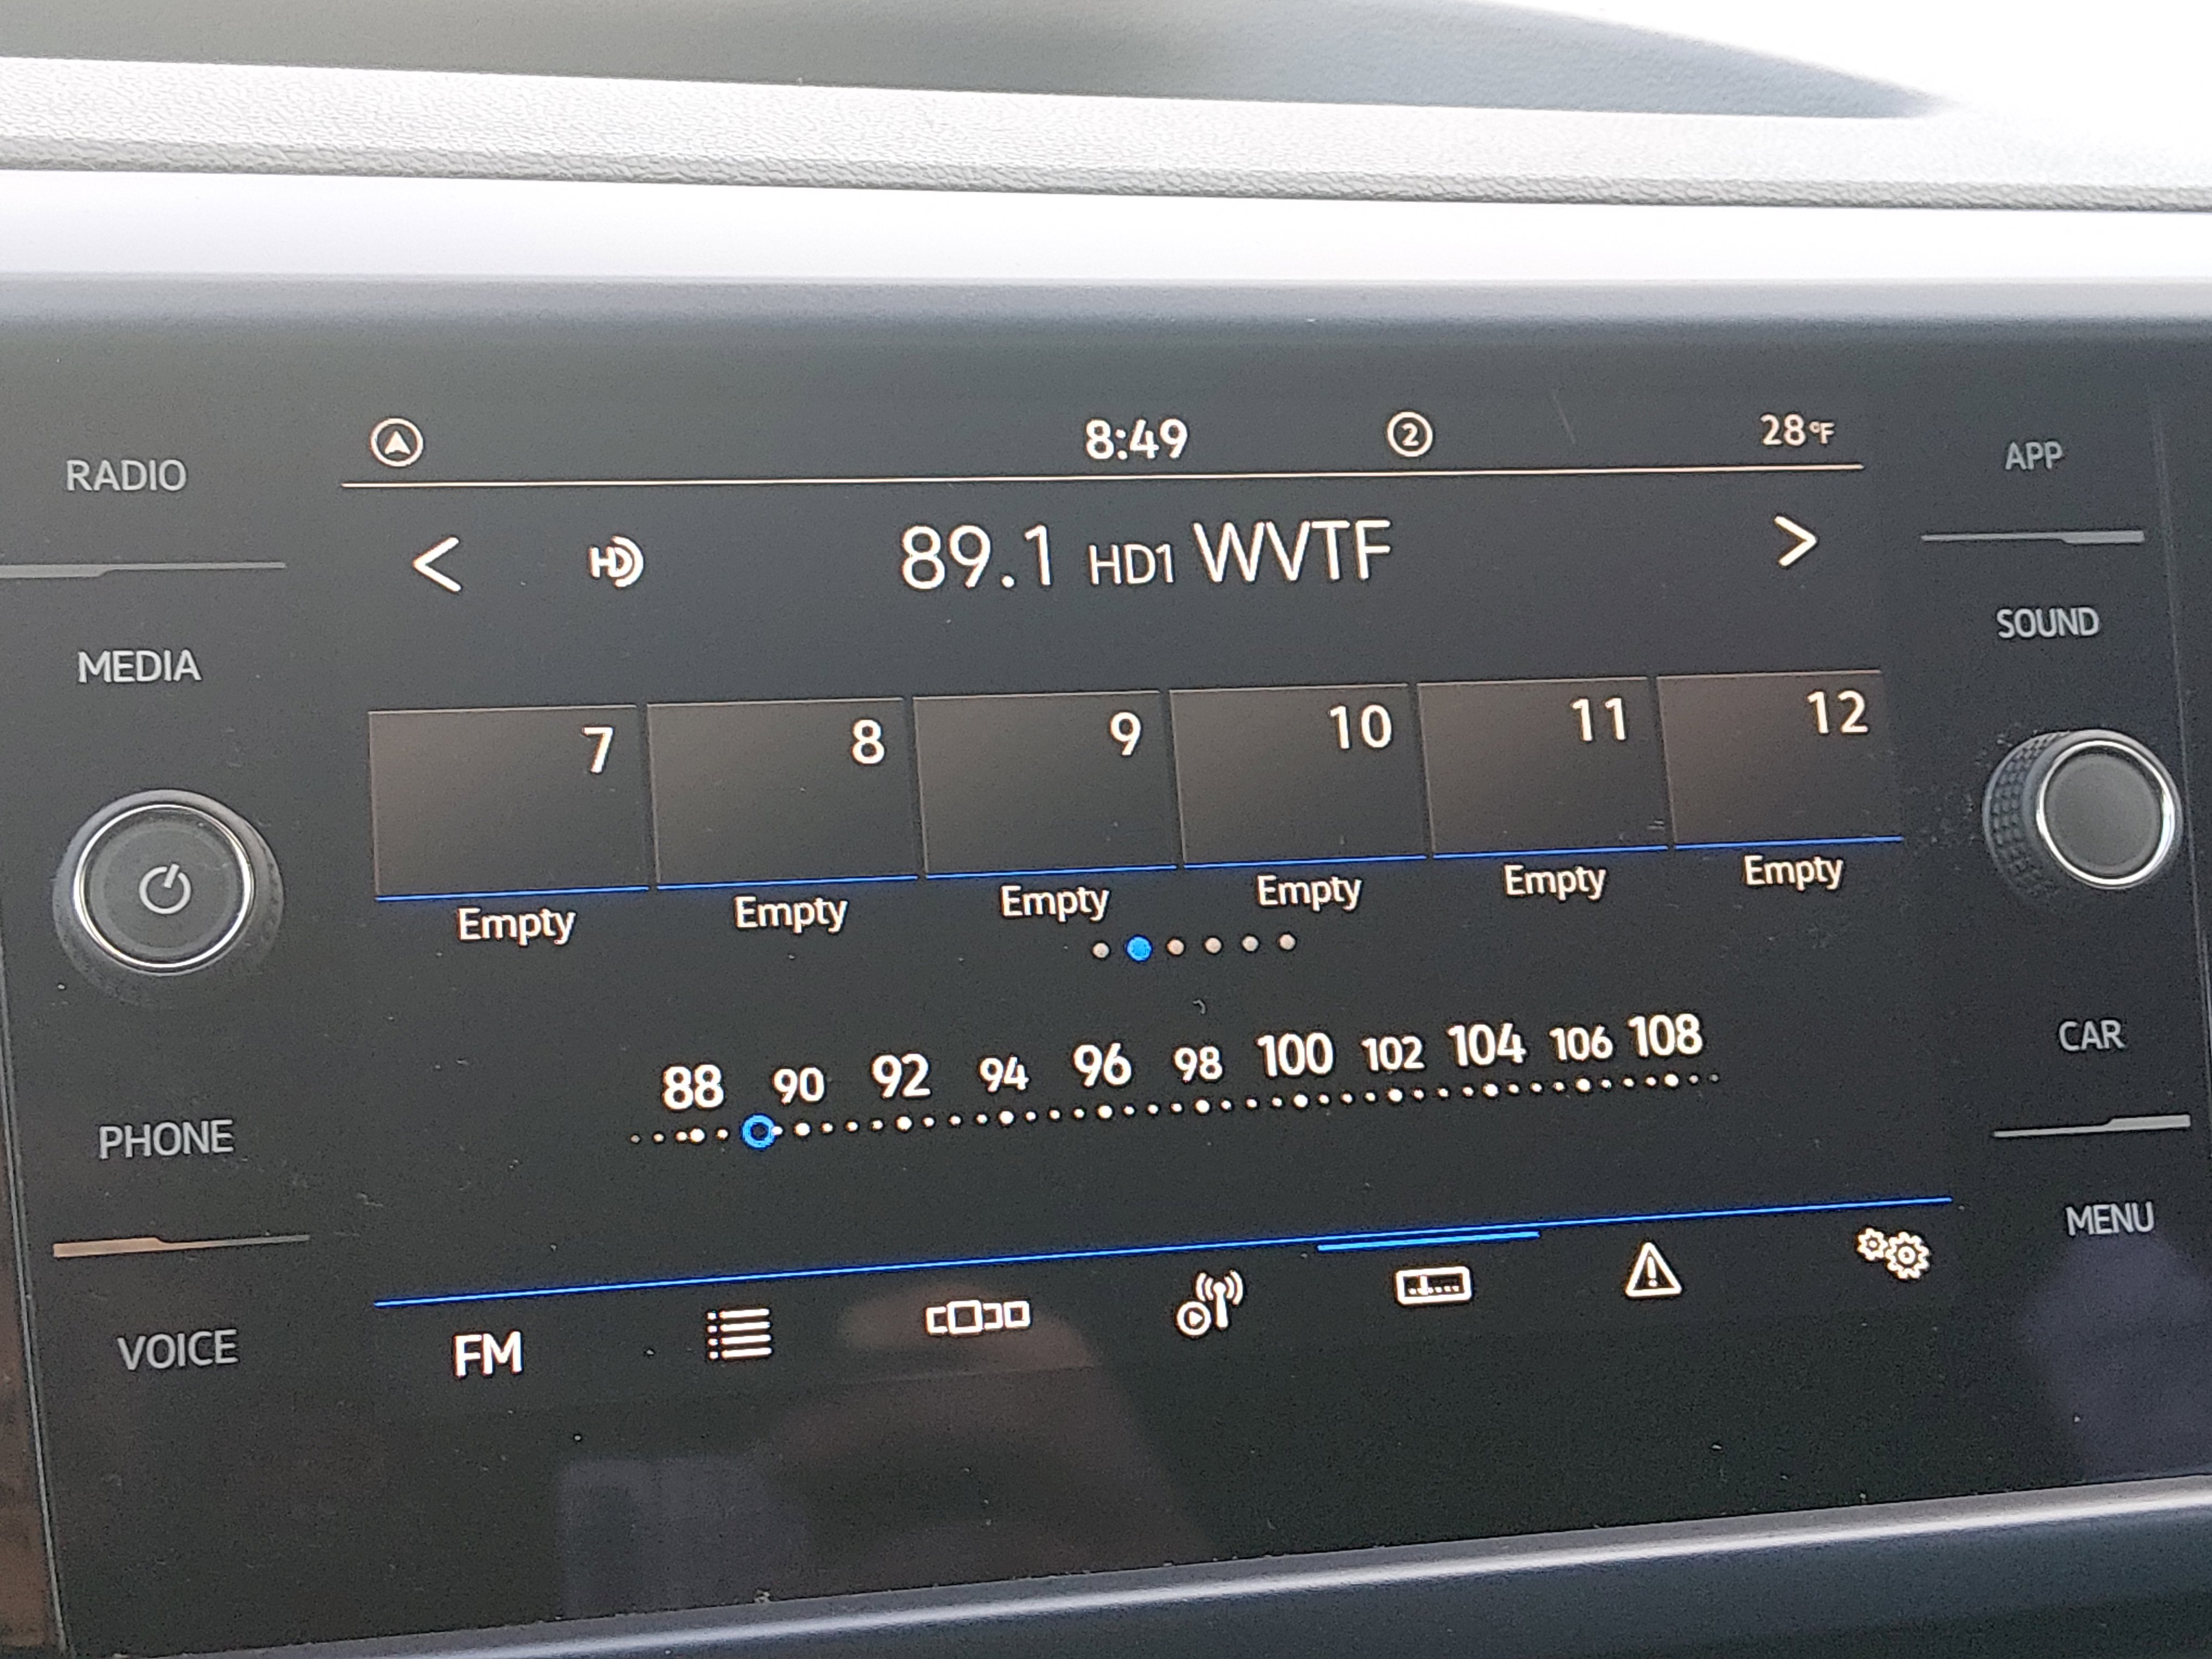 8:49 2 28°F
RADIO
APP
HD 89.1 HD1 WVTF
SOUND
MEDIA
7 8 9 10 11 12
Empty Empty Empty Empty Empty Empty
88 90 92 94 96 98 100 102 104 106 108
CAR
PHONE
MENU
VOICE
FM